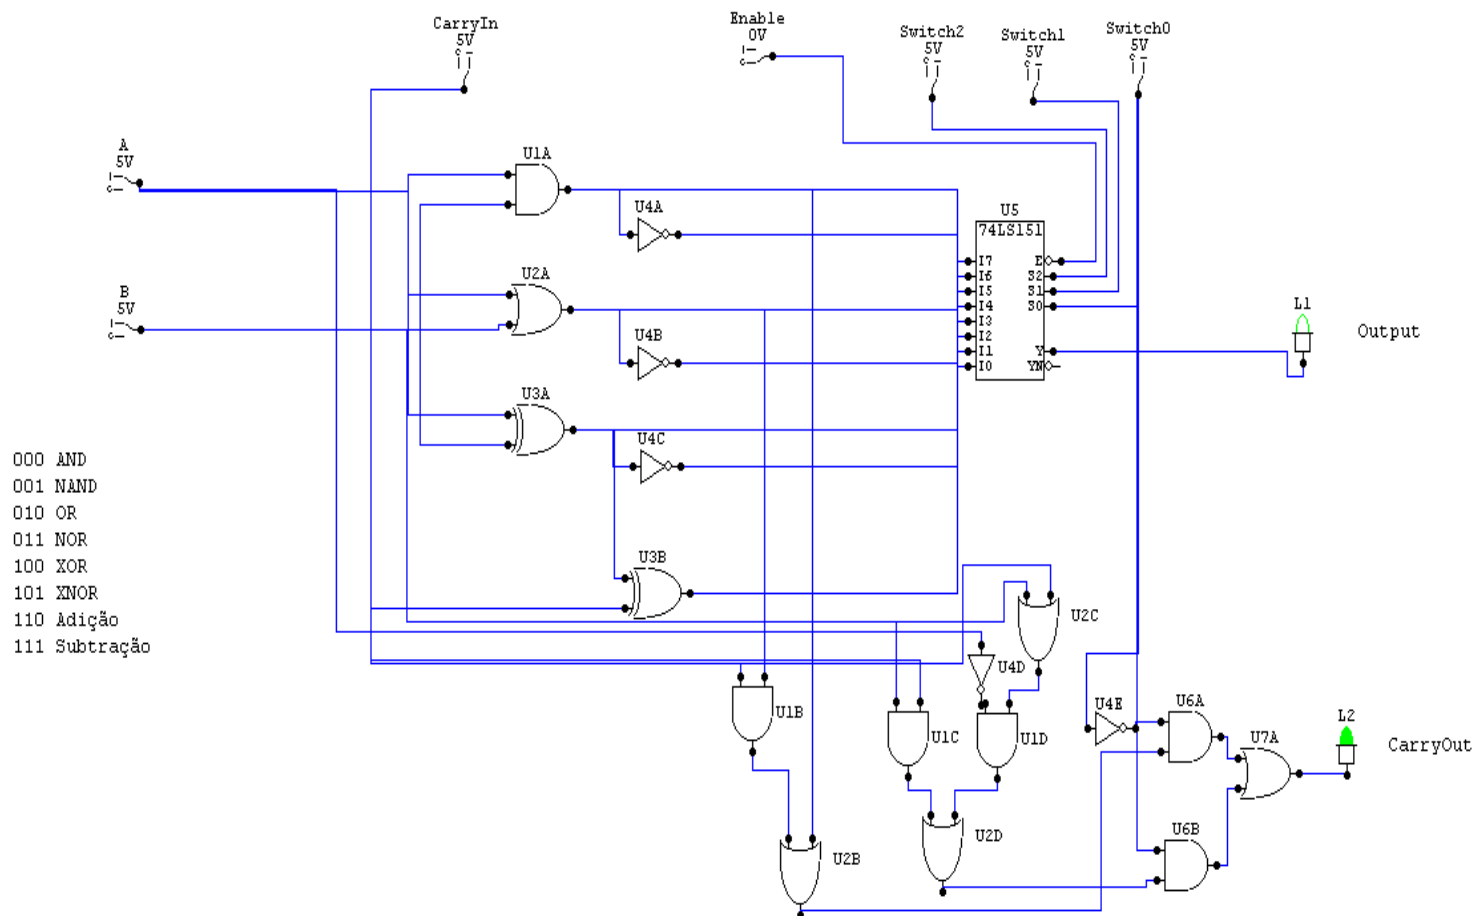 CarryIn
5V
Enable
0V
Switch2
5V
Switch1
5V
Switch0
5V
A
5V
B
5V
U1A
U4A
U2A
U4B
U3A
U4C
U3B
U5
74LS151
I7 E
I6 S2
I5 S1
I4 S0
I3
I2
I1 Y
I0 YN
L1
Output
000 AND
001 NAND
010 OR
011 NOR
100 XOR
101 XNOR
110 Adição
111 Subtração
U2C
U4D
U1B
U1C
U1D
U4E
U6A
U7A
L2
CarryOut
U2B
U2D
U6B